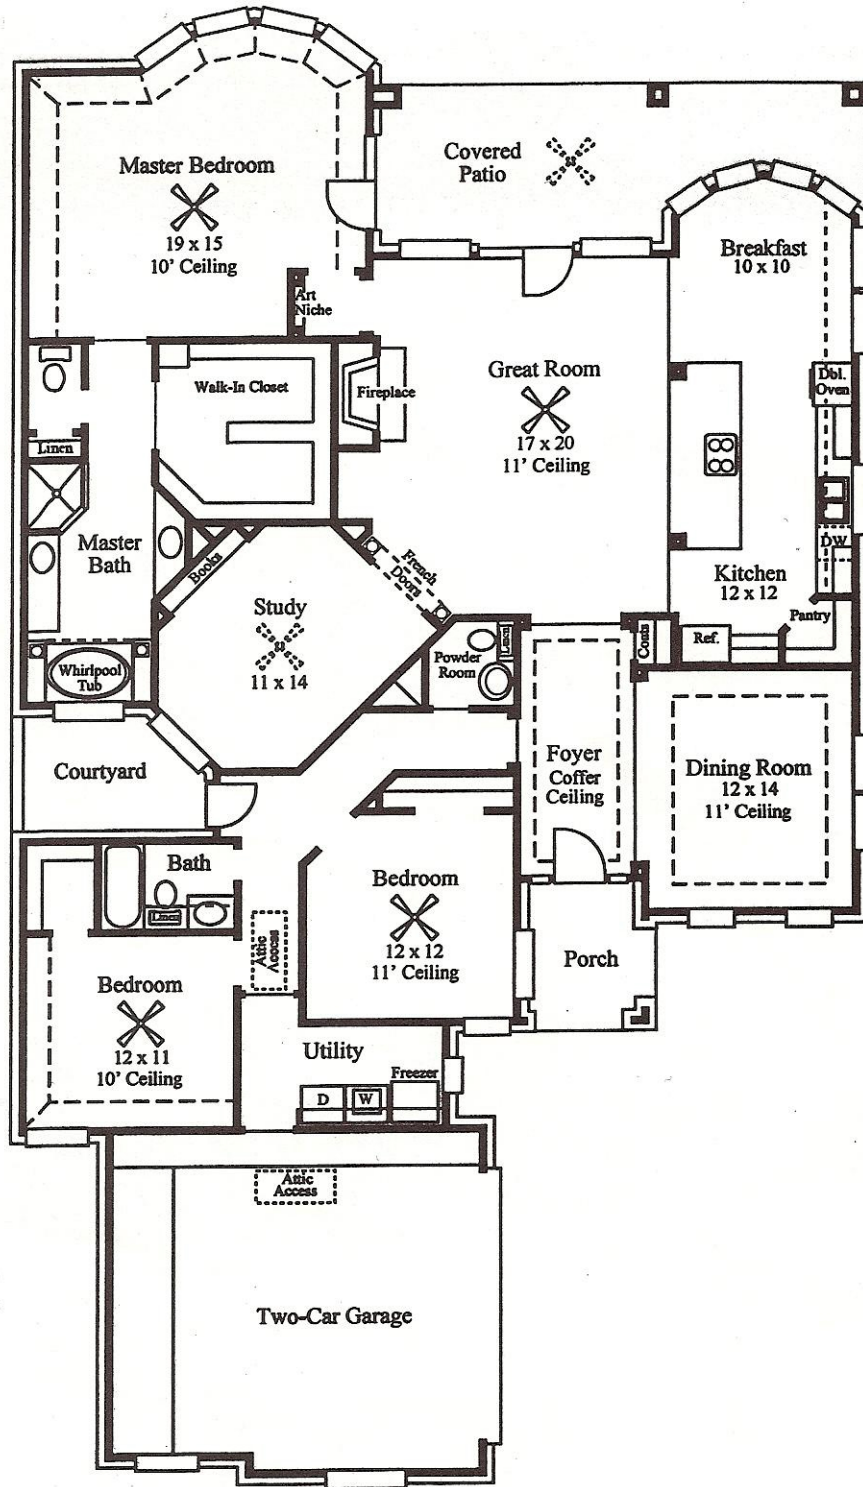 Covered
Patio
Master Bedroom
19 x 15
10' Ceiling
Breakfast
10 x 10
Art
Niche
Great Room
17 x 20
11' Ceiling
Dbl.
Oven
Walk-In Closet
Fireplace
Linen
Master
Bath
Books
French
Doors
DW
Kitchen
12 x 12
Study
11 x 14
Pantry
Linen
Coats
Ref.
Powder
Room
Whirlpool
Tub
Courtyard
Foyer
Coffer
Ceiling
Dining Room
12 x 14
11' Ceiling
Bath
Linen
Bedroom
12 x 12
11' Ceiling
Attic
Access
Porch
Bedroom
12 x 11
10' Ceiling
Utility
Freezer
D
W
Attic
Access
Two-Car Garage